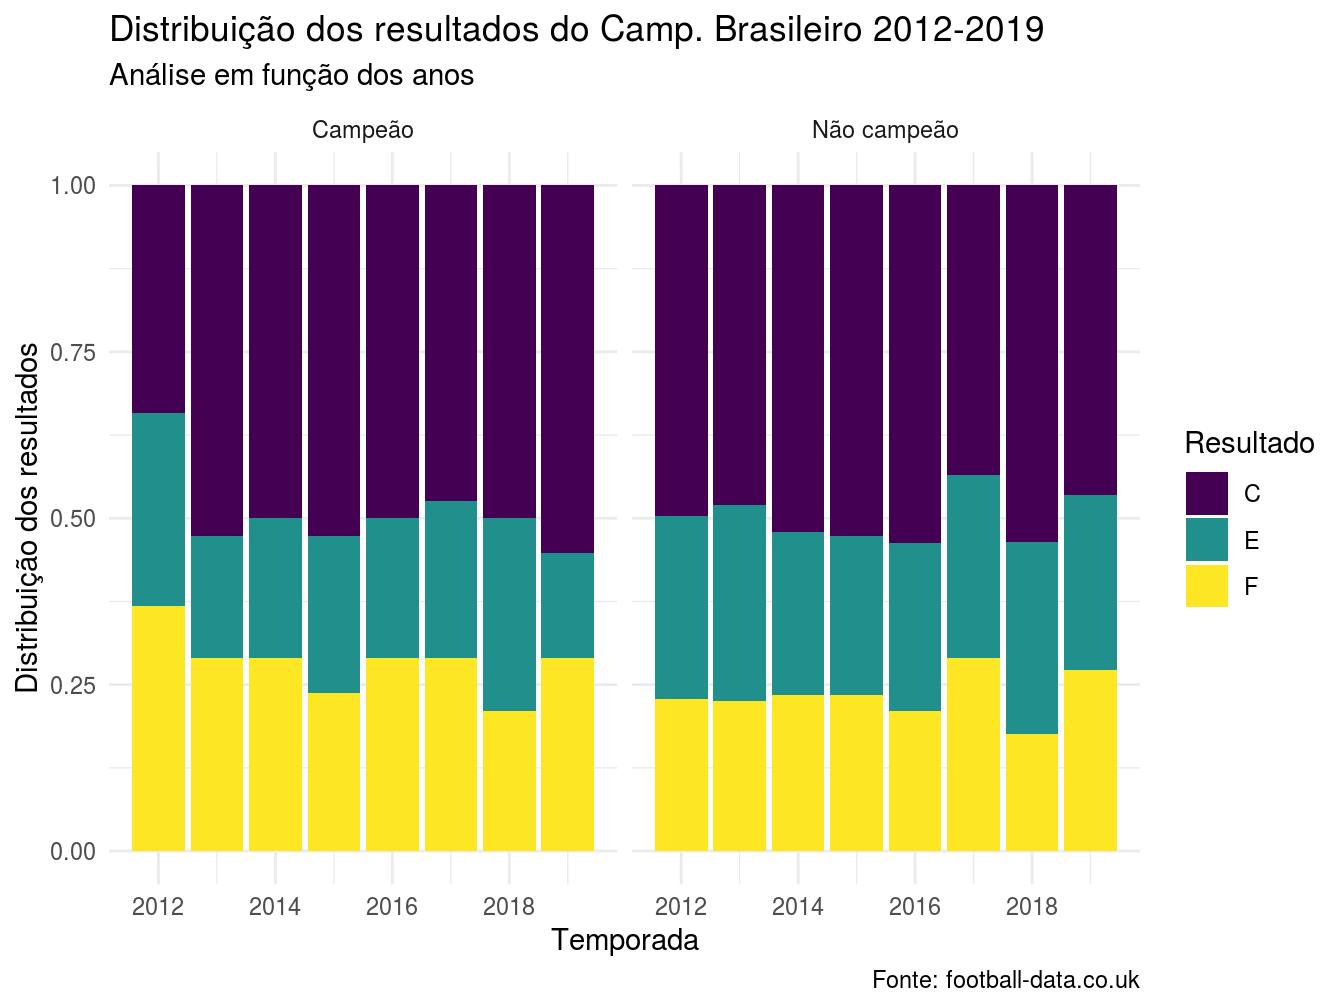 Distribuição dos resultados do Camp. Brasileiro 2012-2019
Análise em função dos anos
Campeão
Não campeão
1.00
0.75
0.50
0.25
0.00
Distribuição dos resultados
2012
2014
2016
2018
2012
2014
2016
2018
Temporada
Resultado
C
E
F
Fonte: football-data.co.uk